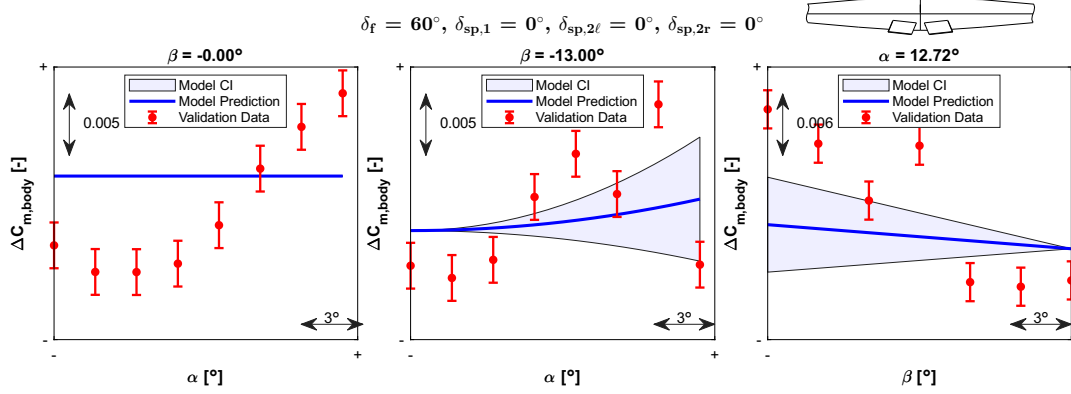 δf = 60°, δsp,1 = 0°, δsp,2ℓ = 0°, δsp,2r = 0°
β = -0.00°
+
Model CI
Model Prediction
Validation Data
0.005
ΔCm,body [-]
3°
-
+
α [°]
β = -13.00°
+
Model CI
Model Prediction
Validation Data
0.005
ΔCm,body [-]
3°
-
-
+
α [°]
α = 12.72°
+
Model CI
Model Prediction
Validation Data
0.006
ΔCm,body [-]
3°
-
-
+
β [°]